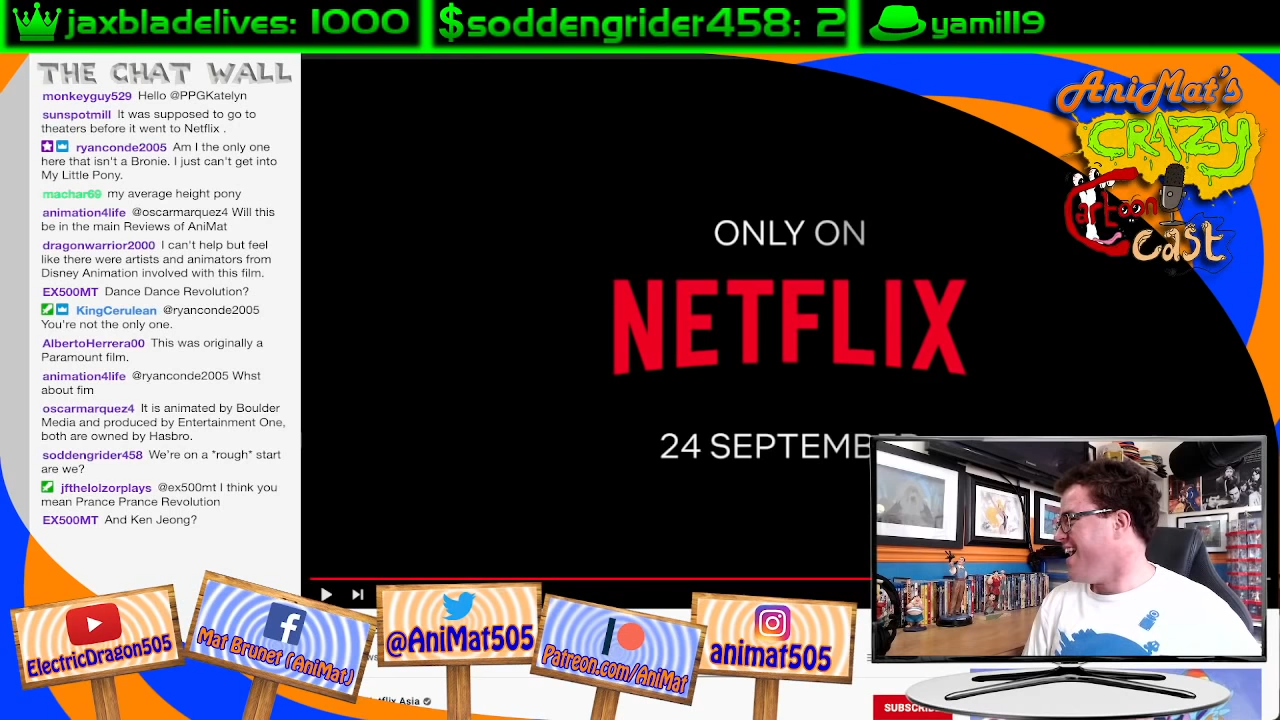 jaxbladelives: 1000
$soddengrider458: 2
yamill9
THE CHAT WALL
monkeyguy529 Hello @PPGKatelyn
sunspotmill It was supposed to go to
theaters before it went to Netflix .
ryanconde2005 Am I the only one
here that isn't a Bronie. I just can't get into
My Little Pony.
machar69 my average height pony
animation4life @oscarmarquez4 Will this
be in the main Reviews of AniMat
dragonwarrior2000 I can't help but feel
like there were artists and animators from
Disney Animation involved with this film.
EX500MT Dance Dance Revolution?
KingCerulean @ryanconde2005
You're not the only one.
AlbertoHerrera00 This was originally a
Paramount film.
animation4life @ryanconde2005 Whst
about fim
oscarmarquez4 It is animated by Boulder
Media and produced by Entertainment One,
both are owned by Hasbro.
soddengrider458 We're on a *rough* start
are we?
jfthelolzorplays @ex500mt I think you
mean Prance Prance Revolution
EX500MT And Ken Jeong?
ONLY ON
NETFLIX
24 SEPTEMBER
AniMat's
CRAZY
Cartoon
Cast
ElectricDragon505
Mat Brunet (AniMat)
@AniMat505
Patreon.com/AniMat
animat505
tflix Asia
SUBSCRIB